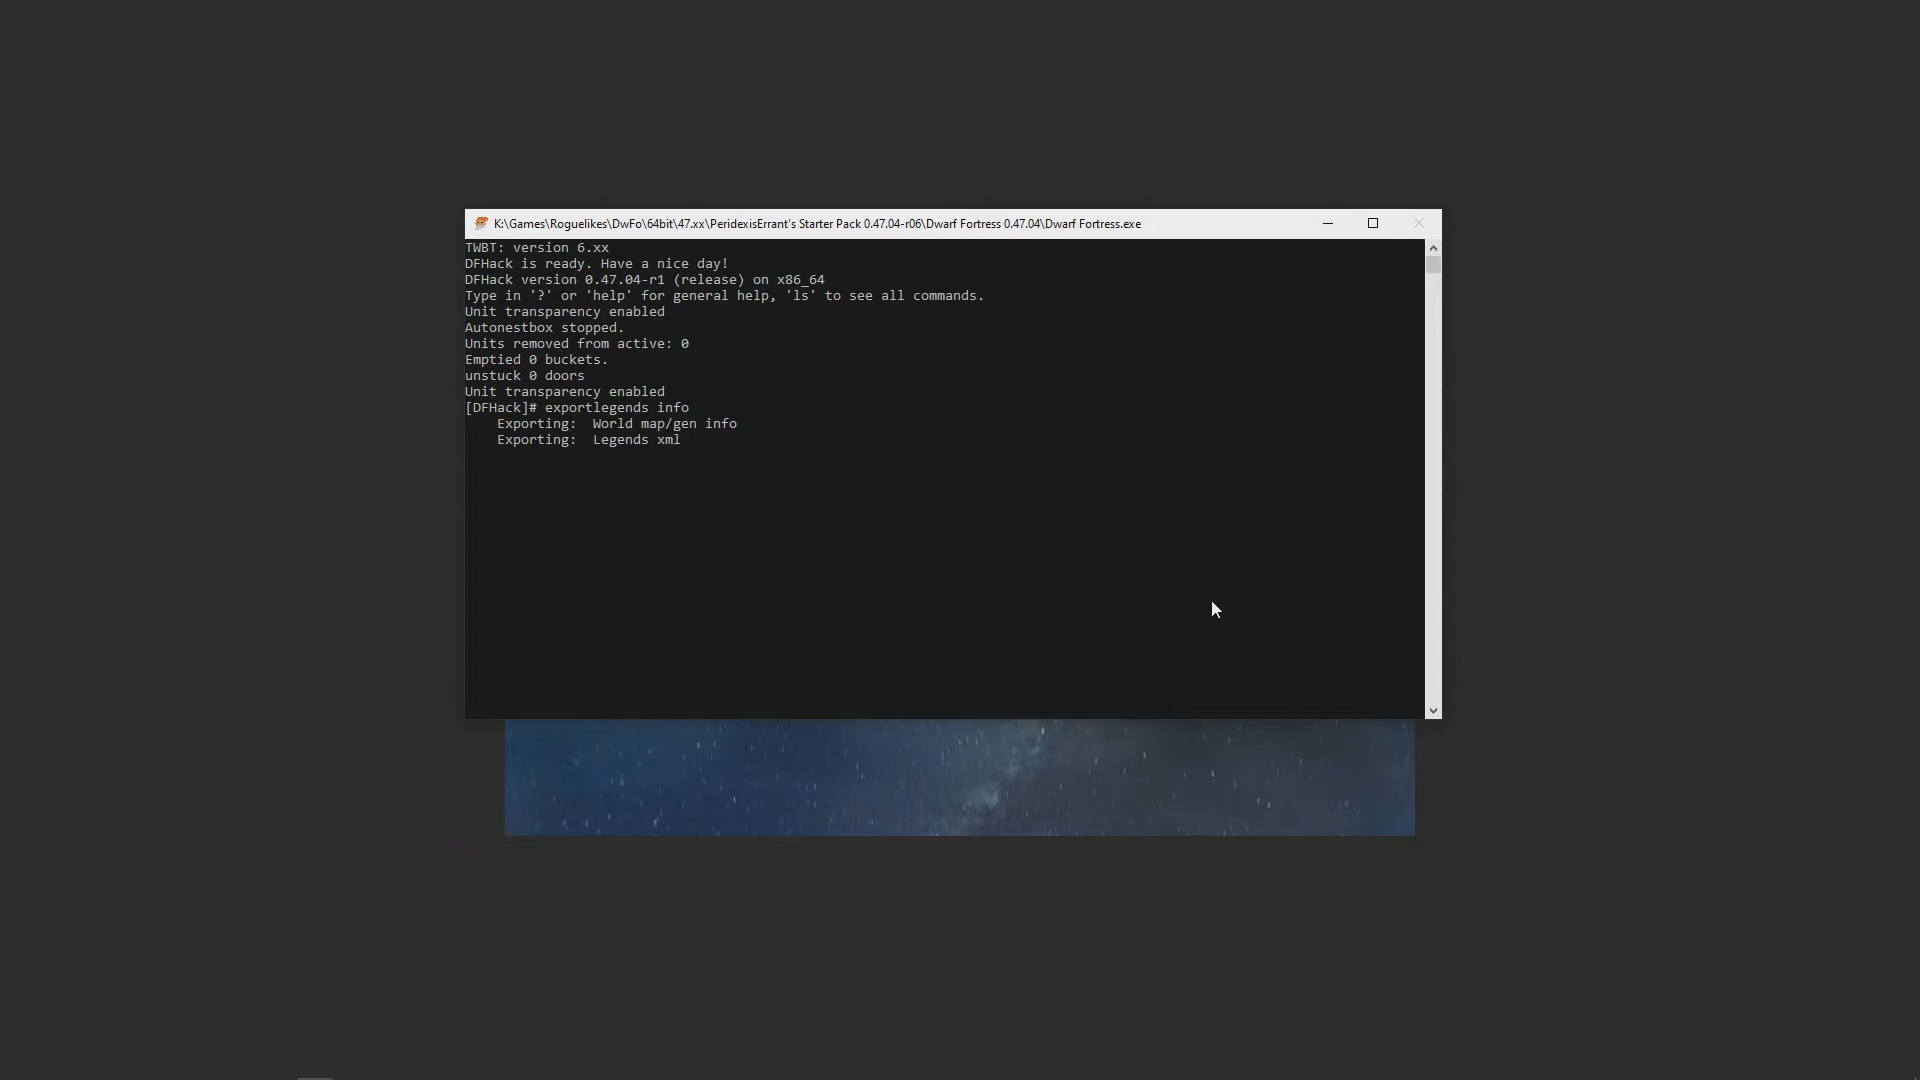 K:\Games\Roguelikes\DwFo\64bit\47.xx\PeridexisErrant's Starter Pack 0.47.04-r06\Dwarf Fortress 0.47.04\Dwarf Fortress.exe
TWBT: version 6.xx
DFHack is ready. Have a nice day!
DFHack version 0.47.04-r1 (release) on x86_64
Type in '?' or 'help' for general help, 'ls' to see all commands.
Unit transparency enabled
Autonestbox stopped.
Units removed from active: 0
Emptied 0 buckets.
unstuck 0 doors
Unit transparency enabled
[DFHack]# exportlegends info
    Exporting:  World map/gen info
    Exporting:  Legends xml